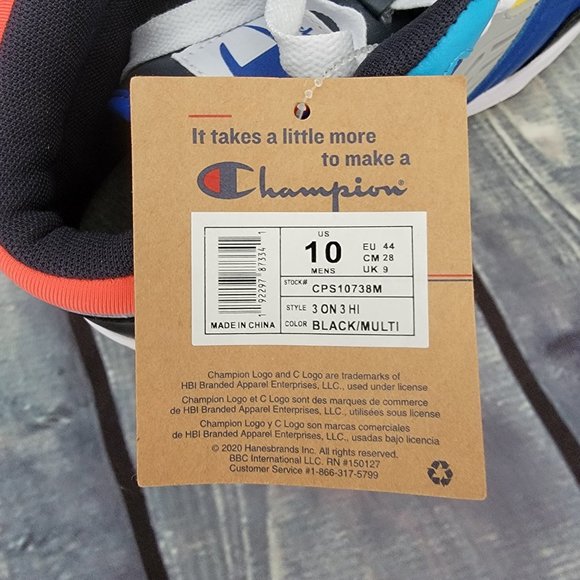 It takes a little more
to make a
Champion®
1 92297 87334 1
MADE IN CHINA
US
10
MENS
EU 44
CM 28
UK 9
STOCK# CPS10738M
STYLE 3 ON 3 HI
COLOR BLACK/MULTI
Champion Logo and C Logo are trademarks of
HBI Branded Apparel Enterprises, LLC., used under license
Champion Logo et C Logo sont des marques de commerce
de HBI Branded Apparel Enterprises, LLC., utilisées sous license
Champion Logo y C Logo son marcas comerciales
de HBI Branded Apparel Enterprises, LLC., usadas bajo licencia
© 2020 Hanesbrands Inc. All rights reserved.
BBC International LLC. RN #150127
Customer Service #1-866-317-5799